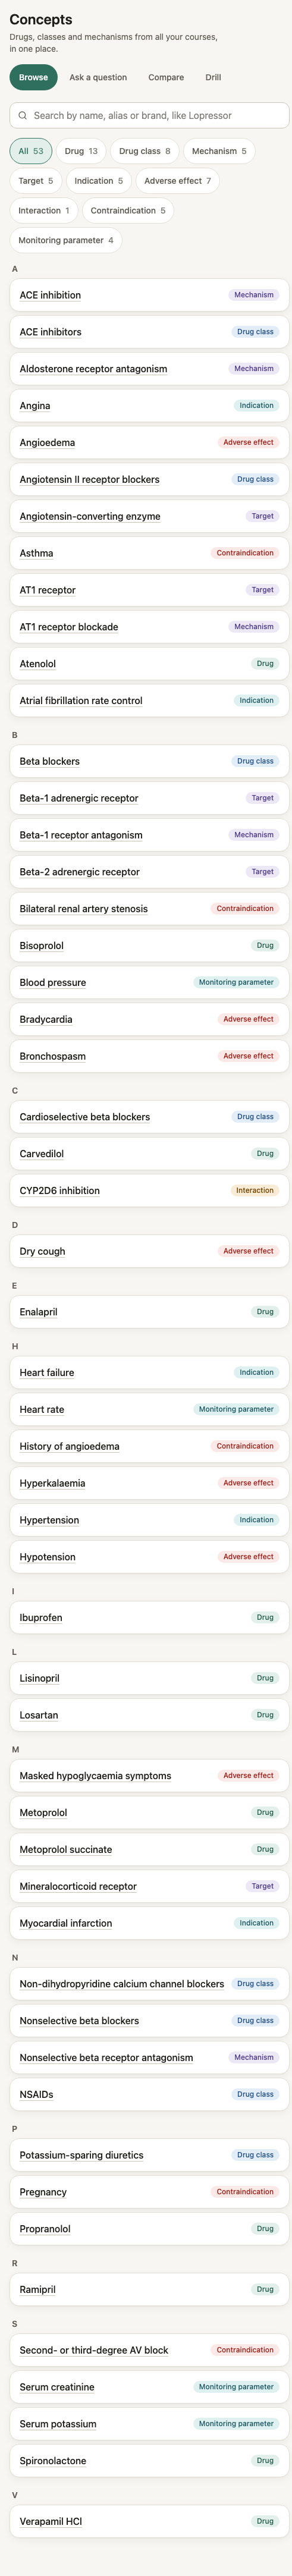 Concepts
Drugs, classes and mechanisms from all your courses,
in one place.
Browse
Ask a question
Compare
Drill
Search by name, alias or brand, like Lopressor
All 53
Drug 13
Drug class 8
Mechanism 5
Target 5
Indication 5
Adverse effect 7
Interaction 1
Contraindication 5
Monitoring parameter 4
A
ACE inhibition Mechanism
ACE inhibitors Drug class
Aldosterone receptor antagonism Mechanism
Angina Indication
Angioedema Adverse effect
Angiotensin II receptor blockers Drug class
Angiotensin-converting enzyme Target
Asthma Contraindication
AT1 receptor Target
AT1 receptor blockade Mechanism
Atenolol Drug
Atrial fibrillation rate control Indication
B
Beta blockers Drug class
Beta-1 adrenergic receptor Target
Beta-1 receptor antagonism Mechanism
Beta-2 adrenergic receptor Target
Bilateral renal artery stenosis Contraindication
Bisoprolol Drug
Blood pressure Monitoring parameter
Bradycardia Adverse effect
Bronchospasm Adverse effect
C
Cardioselective beta blockers Drug class
Carvedilol Drug
CYP2D6 inhibition Interaction
D
Dry cough Adverse effect
E
Enalapril Drug
H
Heart failure Indication
Heart rate Monitoring parameter
History of angioedema Contraindication
Hyperkalaemia Adverse effect
Hypertension Indication
Hypotension Adverse effect
I
Ibuprofen Drug
L
Lisinopril Drug
Losartan Drug
M
Masked hypoglycaemia symptoms Adverse effect
Metoprolol Drug
Metoprolol succinate Drug
Mineralocorticoid receptor Target
Myocardial infarction Indication
N
Non-dihydropyridine calcium channel blockers Drug class
Nonselective beta blockers Drug class
Nonselective beta receptor antagonism Mechanism
NSAIDs Drug class
P
Potassium-sparing diuretics Drug class
Pregnancy Contraindication
Propranolol Drug
R
Ramipril Drug
S
Second- or third-degree AV block Contraindication
Serum creatinine Monitoring parameter
Serum potassium Monitoring parameter
Spironolactone Drug
V
Verapamil HCl Drug